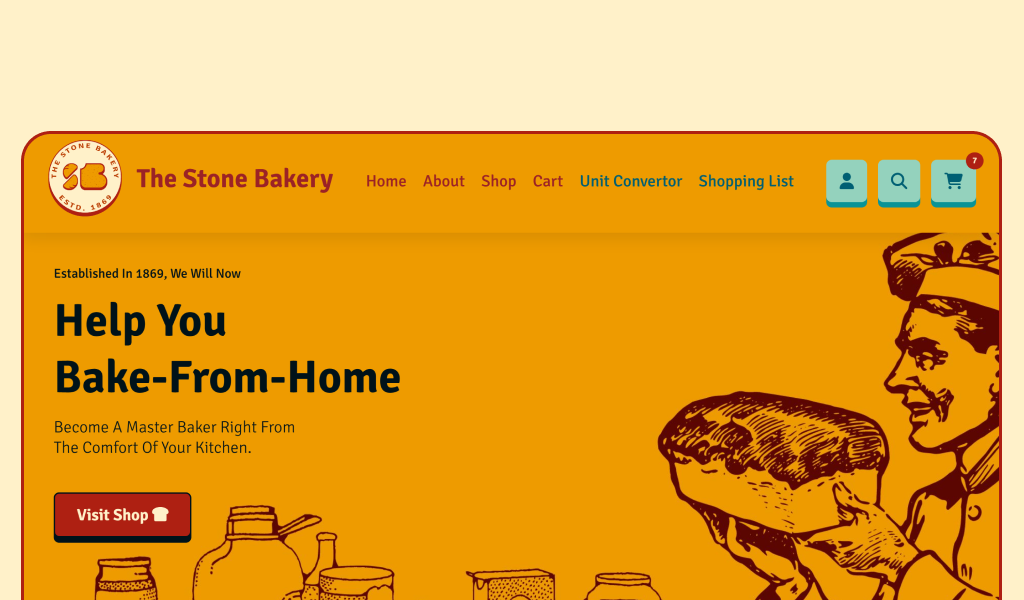 THE STONE BAKERY
ESTD. 1869
The Stone Bakery
Home About Shop Cart Unit Convertor Shopping List
7
Established In 1869, We Will Now
Help You
Bake-From-Home
Become A Master Baker Right From
The Comfort Of Your Kitchen.
Visit Shop